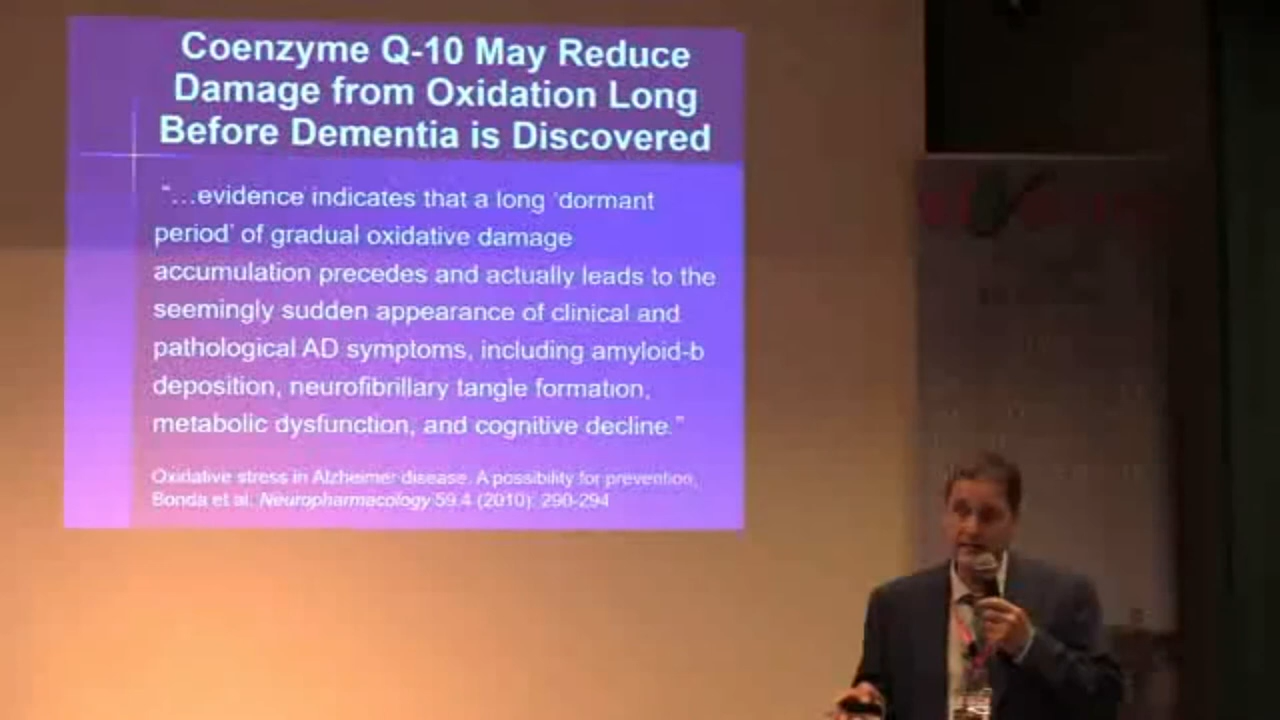 Coenzyme Q-10 May Reduce
Damage from Oxidation Long
Before Dementia is Discovered
“...evidence indicates that a long ‘dormant
period’ of gradual oxidative damage
accumulation precedes and actually leads to the
seemingly sudden appearance of clinical and
pathological AD symptoms, including amyloid-b
deposition, neurofibrillary tangle formation,
metabolic dysfunction, and cognitive decline.”
Oxidative stress in Alzheimer disease. A possibility for prevention,
Bonda et al. Neuropharmacology 59.4 (2010): 290-294